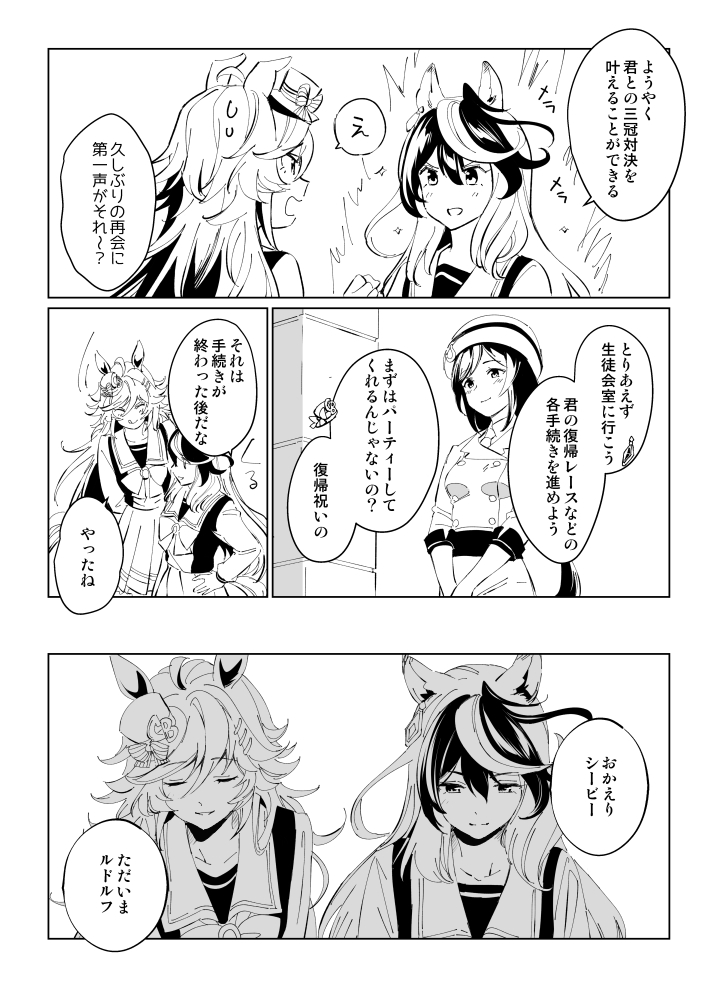 ようやく
君との三冠対決を
叶えることができる
え
久しぶりの再会に
第一声がそれ〜？
とりあえず
生徒会室に行こう
君の復帰レースなどの
各手続きを進めよう
まずはパーティーして
くれるんじゃないの？
復帰祝いの
それは
手続きが
終わった後だな
やったね
おかえり
シービー
ただいま
ルドルフ